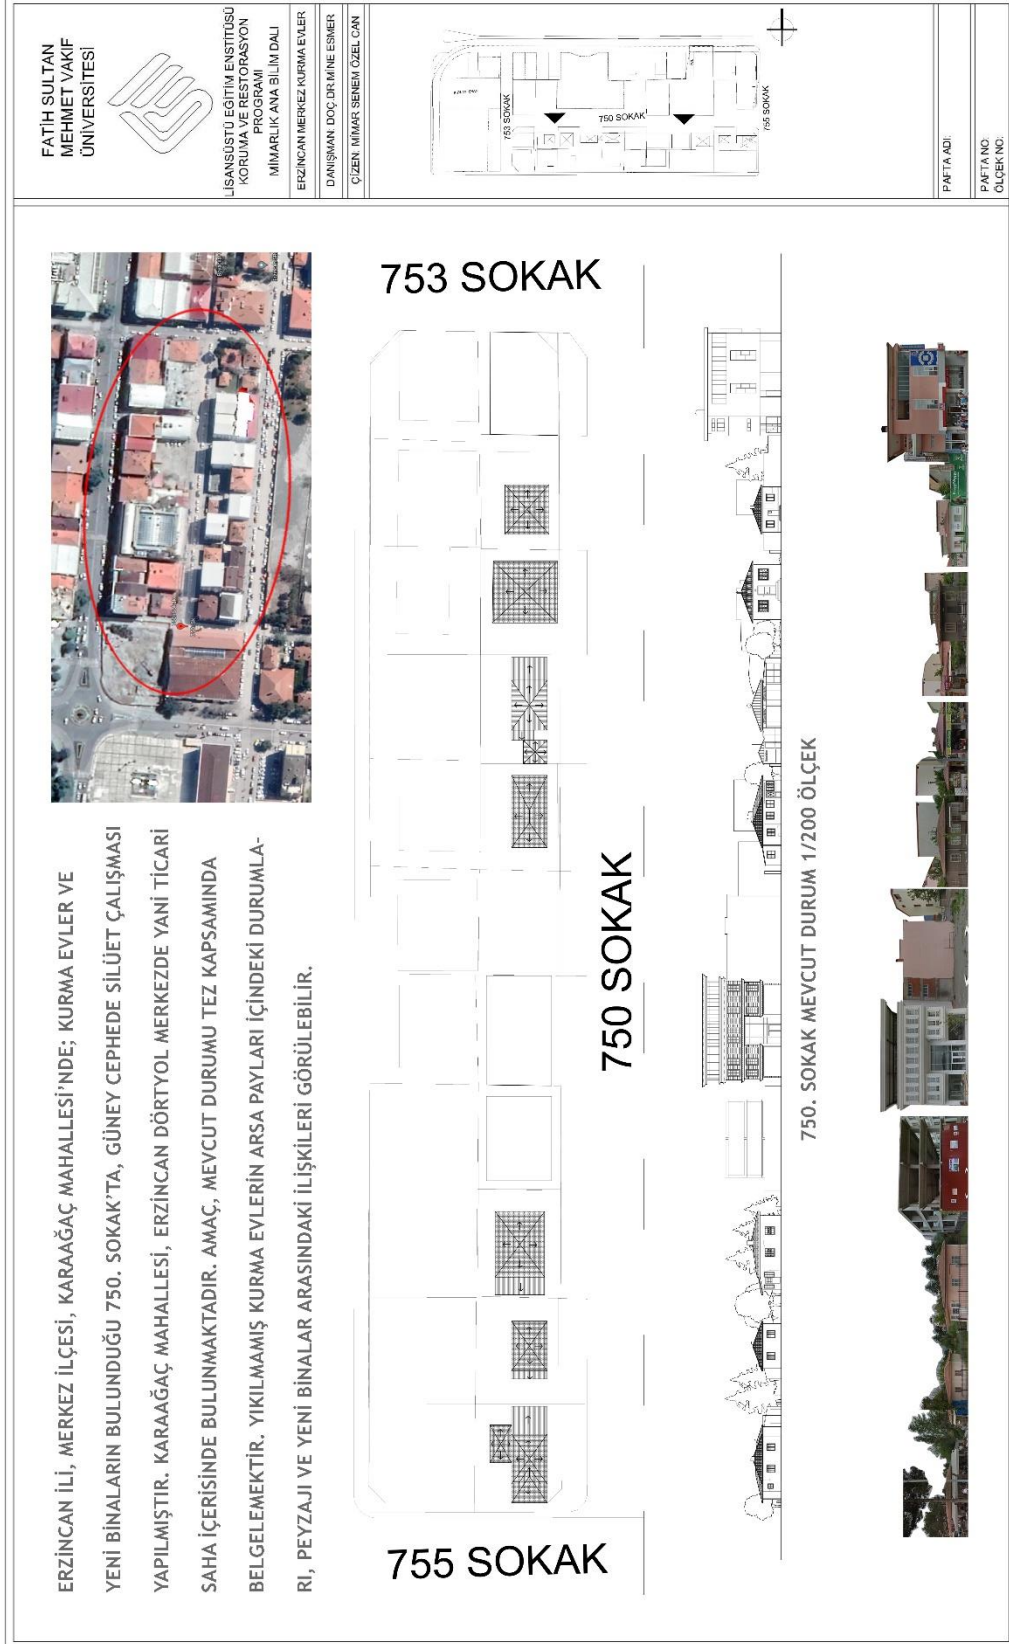 ERZİNCAN İLİ, MERKEZ İLÇESİ, KARAAĞAÇ MAHALLESİ'NDE; KURMA EVLER VE
YENİ BİNALARIN BULUNDUĞU 750. SOKAK'TA, GÜNEY CEPHEDE SİLÜET ÇALIŞMASI
YAPILMIŞTIR. KARAAĞAÇ MAHALLESİ, ERZİNCAN DÖRTYOL MERKEZDE YANİ TİCARİ
SAHA İÇERİSİNDE BULUNMAKTADIR. AMAÇ, MEVCUT DURUMU TEZ KAPSAMINDA
BELGELEMEKTİR. YIKILMAMIŞ KURMA EVLERİN ARSA PAYLARI İÇİNDEKİ DURUMLA-
RI, PEYZAJI VE YENİ BİNALAR ARASINDAKİ İLİŞKİLERİ GÖRÜLEBİLİR.
755 SOKAK
753 SOKAK
750 SOKAK
750. SOKAK MEVCUT DURUM 1/200 ÖLÇEK
FATİH SULTAN
MEHMET VAKIF
ÜNİVERSİTESİ
LİSANSÜSTÜ EĞİTİM ENSTİTÜSÜ
KORUMA VE RESTORASYON
PROGRAMI
MİMARLIK ANA BİLİM DALI
ERZİNCAN MERKEZ KURMA EVLER
DANIŞMAN: DOÇ.DR.MİNE ESMER
ÇİZEN: MİMAR SENEM ÖZEL CAN
753 SOKAK
750 SOKAK
755 SOKAK
PAFTA ADI:
PAFTA NO:
ÖLÇEK NO: